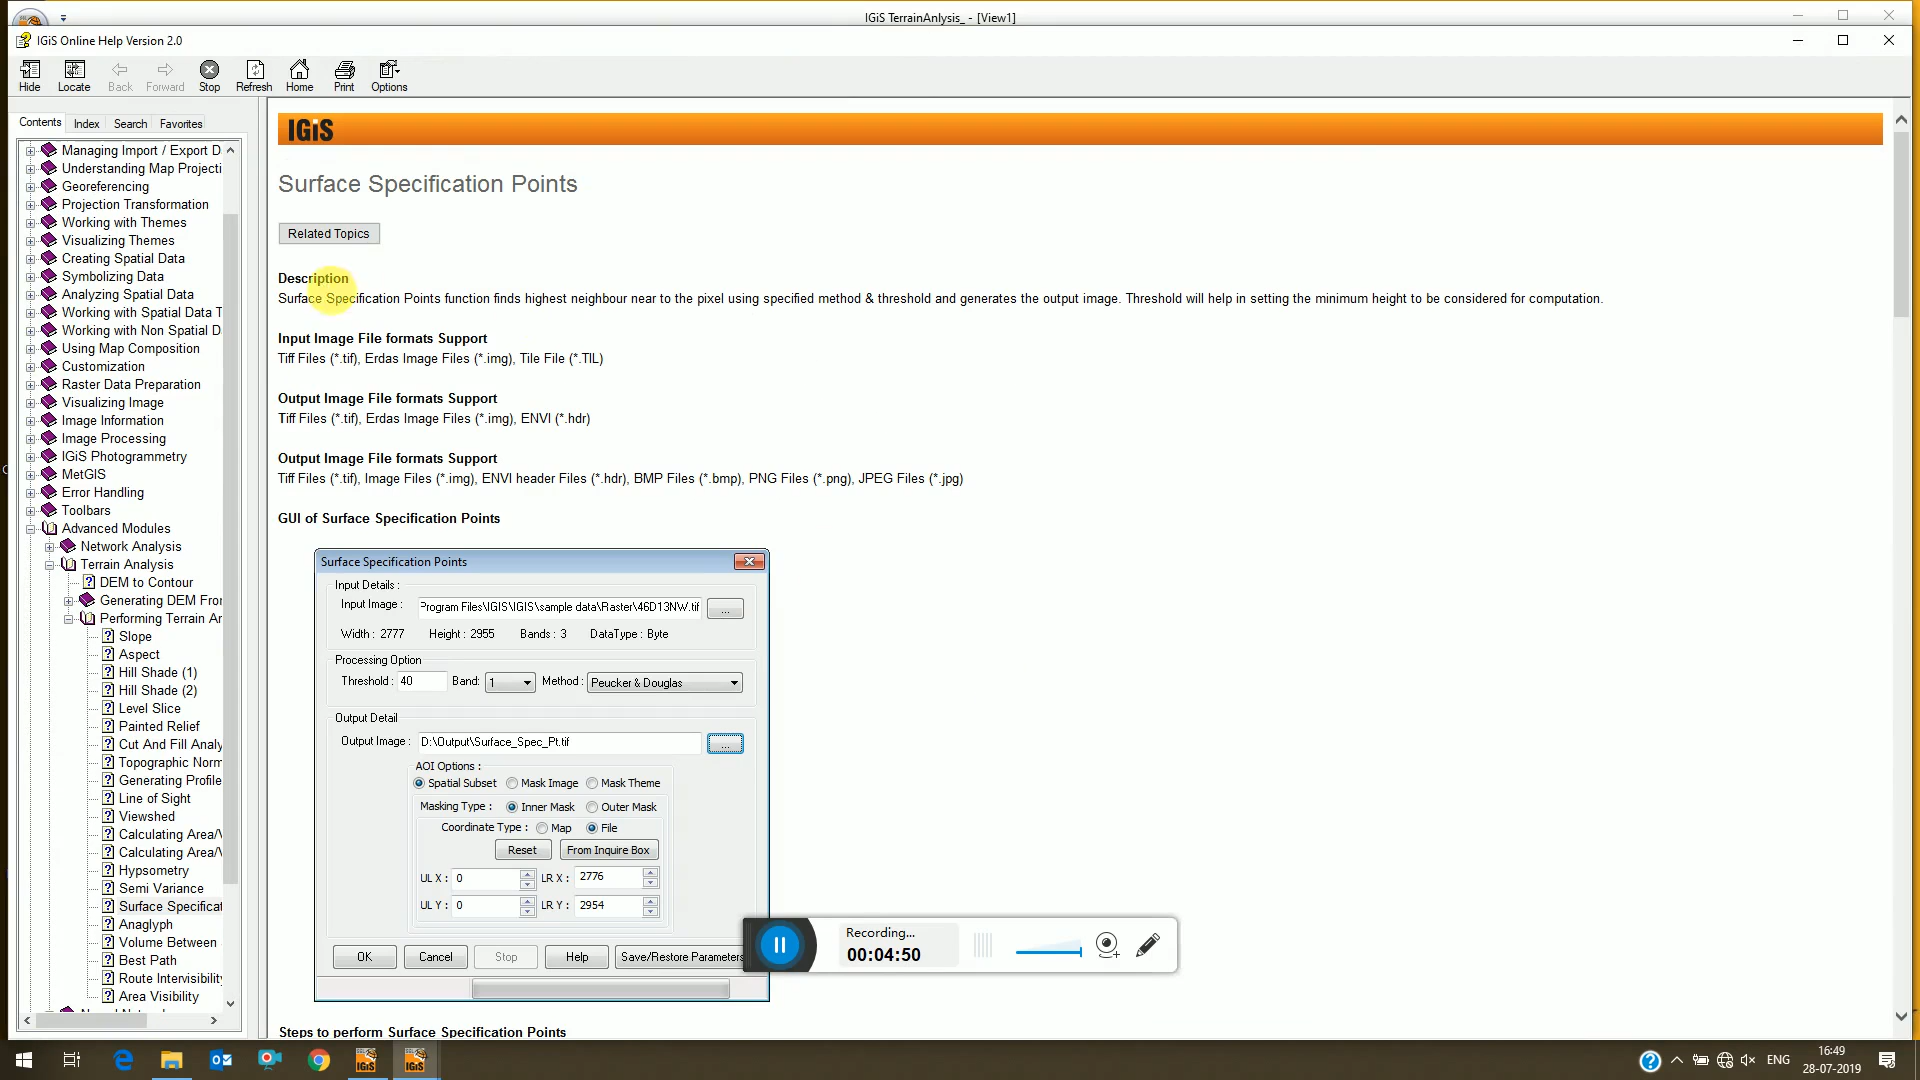 IGiS TerrainAnlysis_ - [View1]
IGiS Online Help Version 2.0
Hide Locate Back Forward Stop Refresh Home Print Options
Contents Index Search Favorites
Managing Import / Export D
Understanding Map Projecti
Georeferencing
Projection Transformation
Working with Themes
Visualizing Themes
Creating Spatial Data
Symbolizing Data
Analyzing Spatial Data
Working with Spatial Data T
Working with Non Spatial D
Using Map Composition
Customization
Raster Data Preparation
Visualizing Image
Image Information
Image Processing
IGiS Photogrammetry
MetGIS
Error Handling
Toolbars
Advanced Modules
Network Analysis
Terrain Analysis
DEM to Contour
Generating DEM Fror
Performing Terrain Ar
Slope
Aspect
Hill Shade (1)
Hill Shade (2)
Level Slice
Painted Relief
Cut And Fill Analy
Topographic Norm
Generating Profile
Line of Sight
Viewshed
Calculating Area/V
Calculating Area/V
Hypsometry
Semi Variance
Surface Specificat
Anaglyph
Volume Between
Best Path
Route Intervisibility
Area Visibility
IGiS
Surface Specification Points
Related Topics
Description
Surface Specification Points function finds highest neighbour near to the pixel using specified method & threshold and generates the output image. Threshold will help in setting the minimum height to be considered for computation.
Input Image File formats Support
Tiff Files (*.tif), Erdas Image Files (*.img), Tile File (*.TIL)
Output Image File formats Support
Tiff Files (*.tif), Erdas Image Files (*.img), ENVI (*.hdr)
Output Image File formats Support
Tiff Files (*.tif), Image Files (*.img), ENVI header Files (*.hdr), BMP Files (*.bmp), PNG Files (*.png), JPEG Files (*.jpg)
GUI of Surface Specification Points
Surface Specification Points
Input Details :
Input Image : Program Files\IGIS\IGIS\sample data\Raster\46D13NW.tif ...
Width : 2777 Height : 2955 Bands : 3 DataType : Byte
Processing Option
Threshold : 40 Band: 1 Method : Peucker & Douglas
Output Detail
Output Image : D:\Output\Surface_Spec_Pt.tif ...
AOI Options :
Spatial Subset Mask Image Mask Theme
Masking Type : Inner Mask Outer Mask
Coordinate Type : Map File
Reset From Inquire Box
UL X : 0 LR X : 2776
UL Y : 0 LR Y : 2954
OK Cancel Stop Help Save/Restore Parameters
Recording...
00:04:50
Steps to perform Surface Specification Points
IGiS IGiS
ENG
16:49
28-07-2019